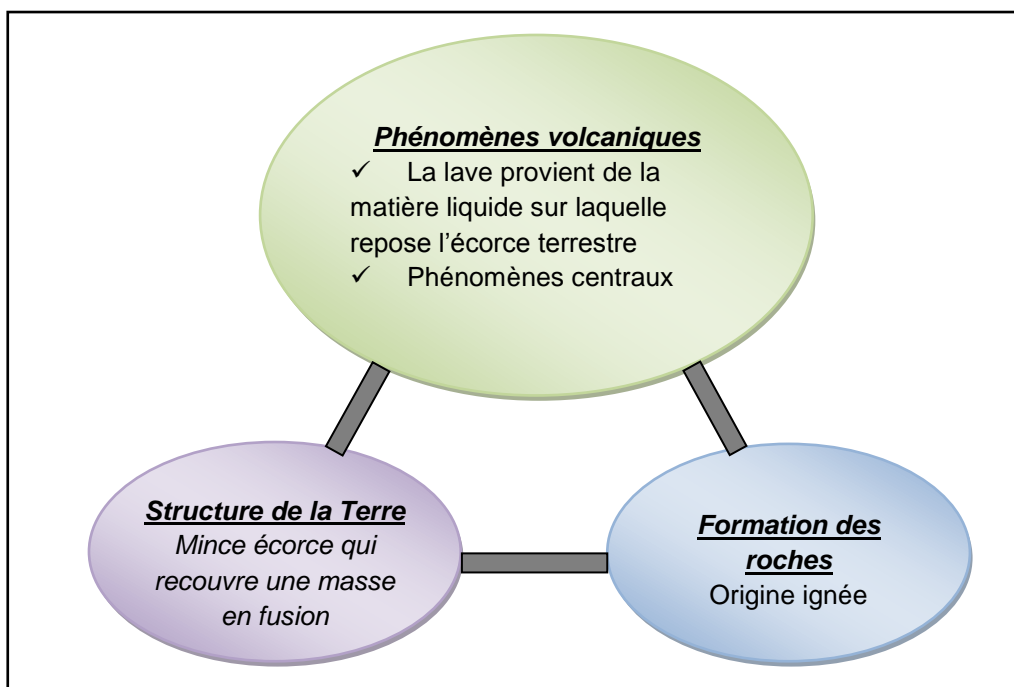 Phénomènes volcaniques
✓ La lave provient de la
matière liquide sur laquelle
repose l’écorce terrestre
✓ Phénomènes centraux
Structure de la Terre
Mince écorce qui
recouvre une masse
en fusion
Formation des
roches
Origine ignée